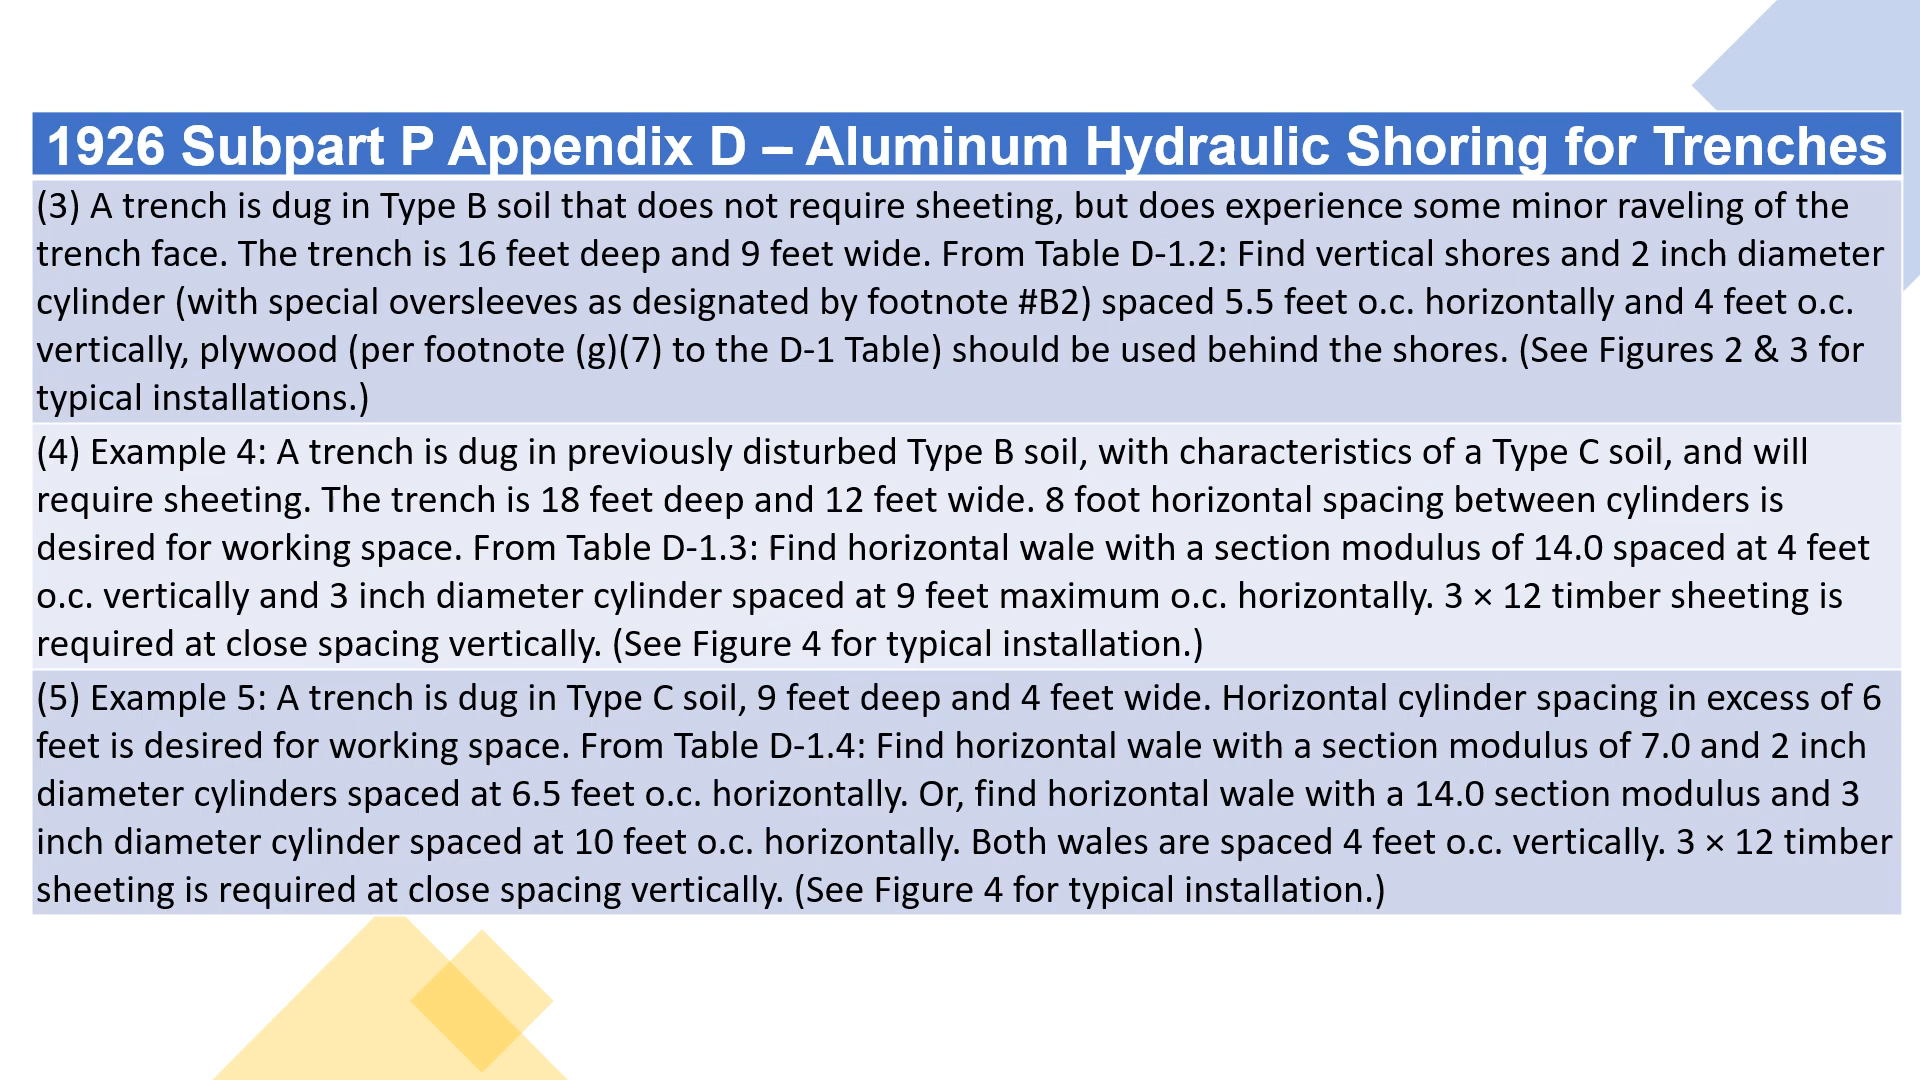 1926 Subpart P Appendix D – Aluminum Hydraulic Shoring for Trenches
(3) A trench is dug in Type B soil that does not require sheeting, but does experience some minor raveling of the
trench face. The trench is 16 feet deep and 9 feet wide. From Table D-1.2: Find vertical shores and 2 inch diameter
cylinder (with special oversleeves as designated by footnote #B2) spaced 5.5 feet o.c. horizontally and 4 feet o.c.
vertically, plywood (per footnote (g)(7) to the D-1 Table) should be used behind the shores. (See Figures 2 & 3 for
typical installations.)
(4) Example 4: A trench is dug in previously disturbed Type B soil, with characteristics of a Type C soil, and will
require sheeting. The trench is 18 feet deep and 12 feet wide. 8 foot horizontal spacing between cylinders is
desired for working space. From Table D-1.3: Find horizontal wale with a section modulus of 14.0 spaced at 4 feet
o.c. vertically and 3 inch diameter cylinder spaced at 9 feet maximum o.c. horizontally. 3 × 12 timber sheeting is
required at close spacing vertically. (See Figure 4 for typical installation.)
(5) Example 5: A trench is dug in Type C soil, 9 feet deep and 4 feet wide. Horizontal cylinder spacing in excess of 6
feet is desired for working space. From Table D-1.4: Find horizontal wale with a section modulus of 7.0 and 2 inch
diameter cylinders spaced at 6.5 feet o.c. horizontally. Or, find horizontal wale with a 14.0 section modulus and 3
inch diameter cylinder spaced at 10 feet o.c. horizontally. Both wales are spaced 4 feet o.c. vertically. 3 × 12 timber
sheeting is required at close spacing vertically. (See Figure 4 for typical installation.)